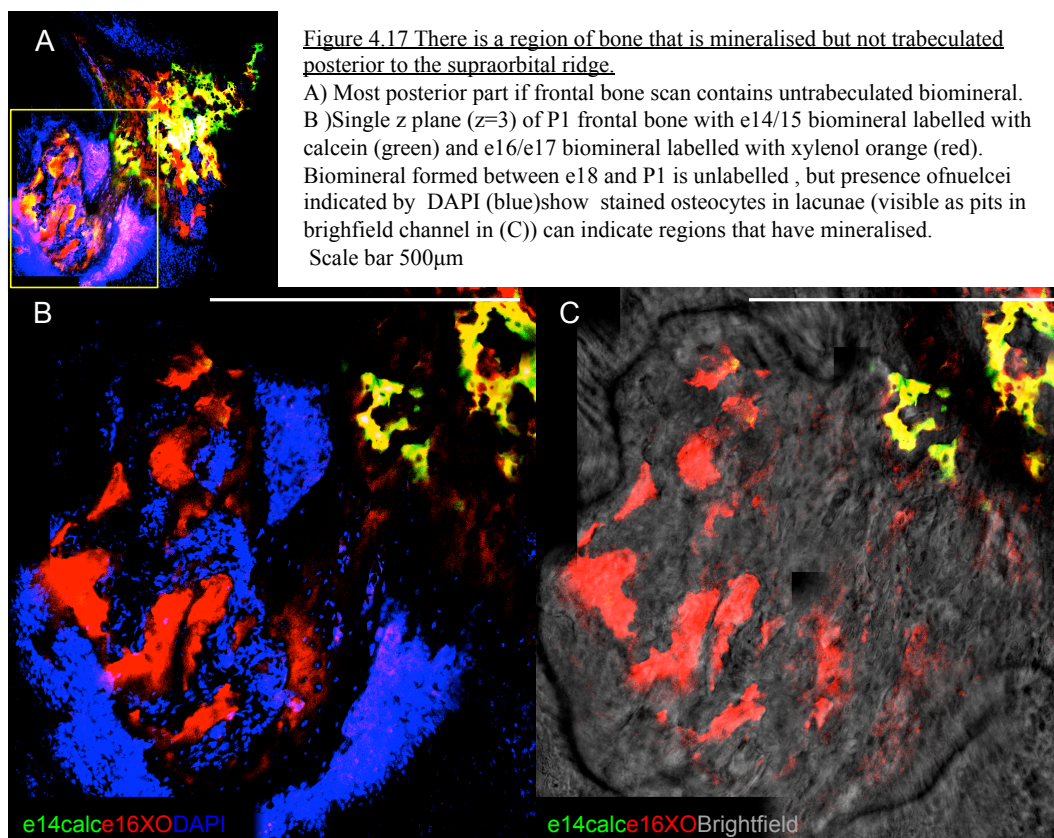 A
Figure 4.17 There is a region of bone that is mineralised but not trabeculated
posterior to the supraorbital ridge.
A) Most posterior part if frontal bone scan contains untrabeculated biomineral.
B )Single z plane (z=3) of P1 frontal bone with e14/15 biomineral labelled with
calcein (green) and e16/e17 biomineral labelled with xylenol orange (red).
Biomineral formed between e18 and P1 is unlabelled , but presence ofnuelcei
indicated by DAPI (blue)show stained osteocytes in lacunae (visible as pits in
brighfield channel in (C)) can indicate regions that have mineralised.
Scale bar 500μm
B
C
e14calce16XODAPI
e14calce16XOBrightfield